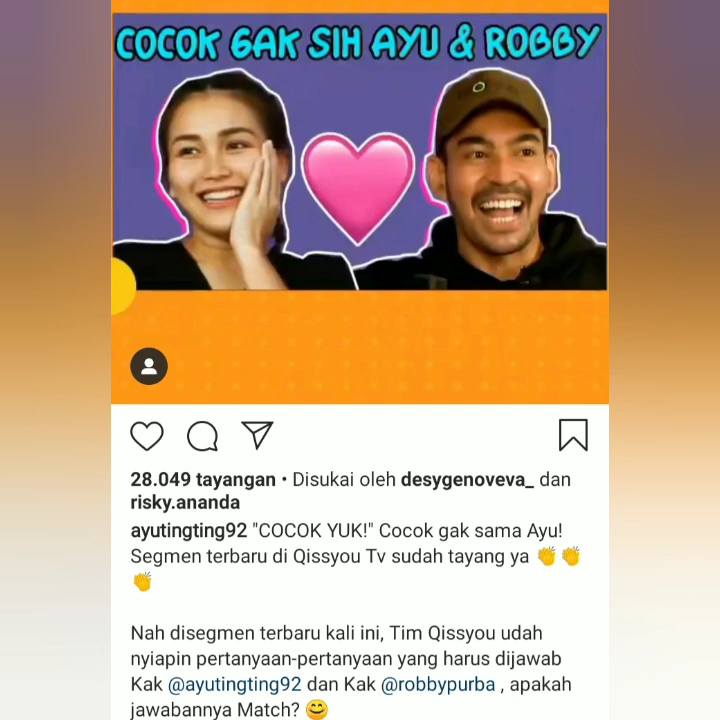 COCOK GAK SIH AYU & ROBBY
28.049 tayangan • Disukai oleh desygenoveva_ dan
risky.ananda
ayutingting92 "COCOK YUK!" Cocok gak sama Ayu!
Segmen terbaru di Qissyou Tv sudah tayang ya 👏👏
👏
Nah disegmen terbaru kali ini, Tim Qissyou udah
nyiapin pertanyaan-pertanyaan yang harus dijawab
Kak @ayutingting92 dan Kak @robbypurba , apakah
jawabannya Match? 😊